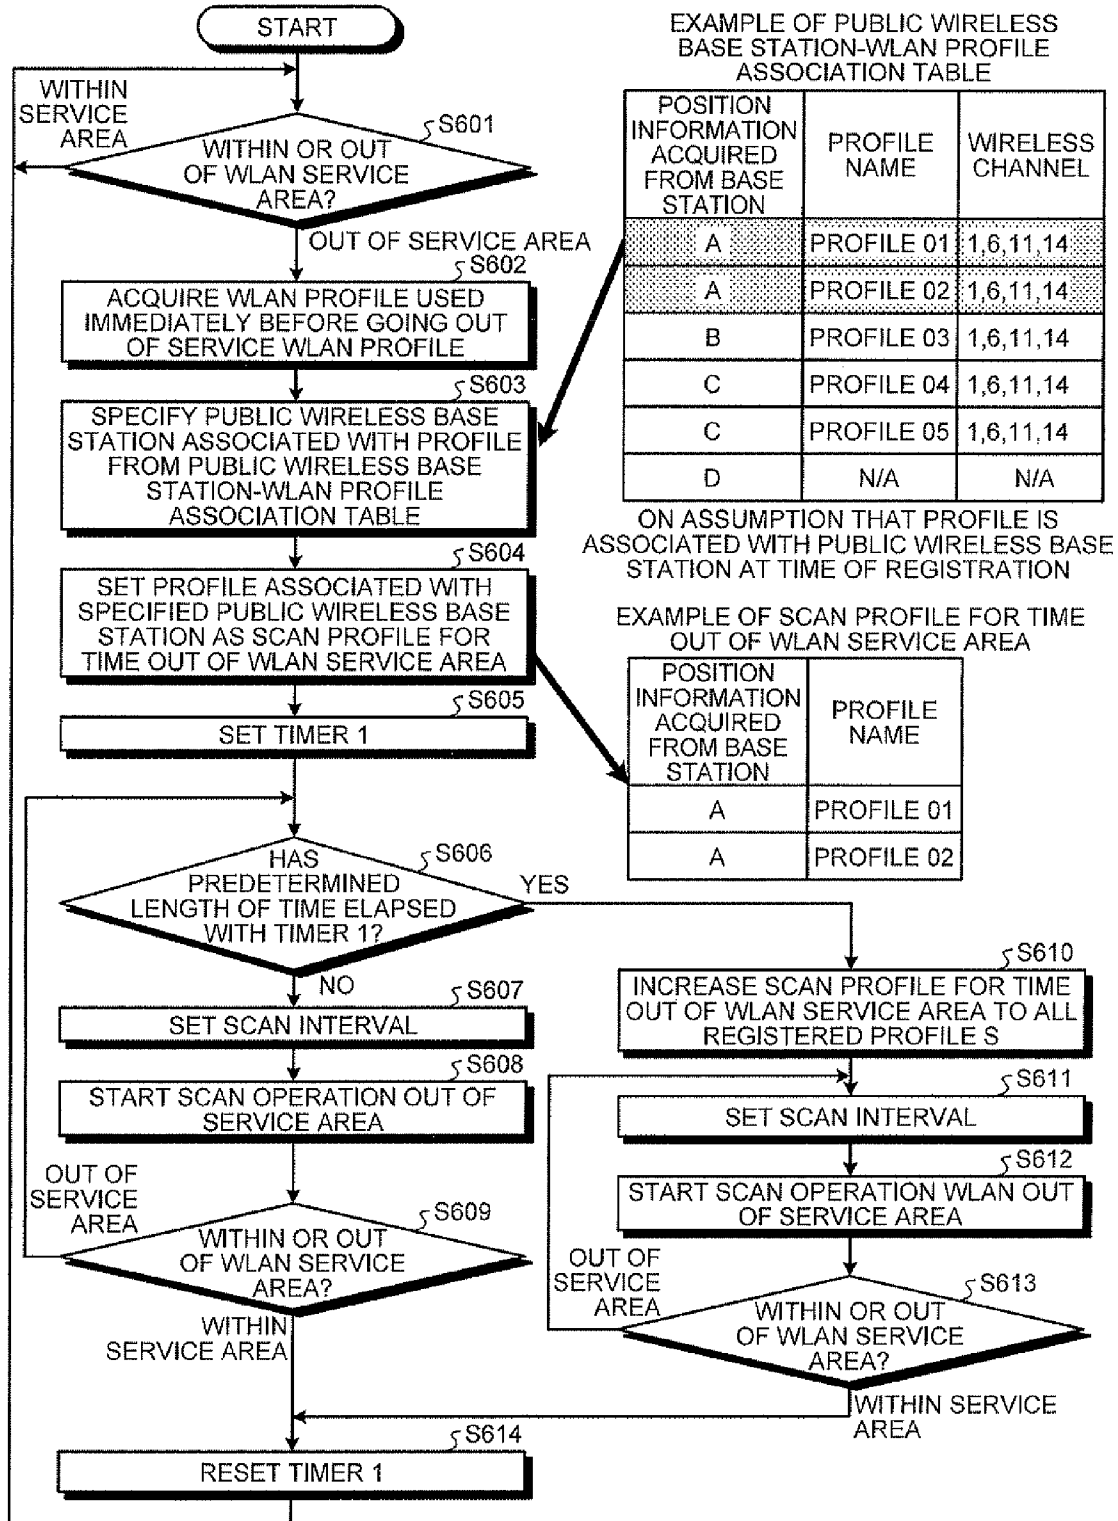 START
WITHIN
SERVICE
AREA
S601
WITHIN OR OUT
OF WLAN SERVICE
AREA?
OUT OF SERVICE AREA
S602
ACQUIRE WLAN PROFILE USED
IMMEDIATELY BEFORE GOING OUT
OF SERVICE WLAN PROFILE
S603
SPECIFY PUBLIC WIRELESS BASE
STATION ASSOCIATED WITH PROFILE
FROM PUBLIC WIRELESS BASE
STATION-WLAN PROFILE
ASSOCIATION TABLE
S604
SET PROFILE ASSOCIATED WITH
SPECIFIED PUBLIC WIRELESS BASE
STATION AS SCAN PROFILE FOR
TIME OUT OF WLAN SERVICE AREA
S605
SET TIMER 1
S606
HAS
PREDETERMINED
LENGTH OF TIME ELAPSED
WITH TIMER 1?
YES
NO
S607
SET SCAN INTERVAL
S608
START SCAN OPERATION OUT OF
SERVICE AREA
OUT OF
SERVICE
AREA
S609
WITHIN OR OUT
OF WLAN SERVICE
AREA?
WITHIN
SERVICE AREA
S610
INCREASE SCAN PROFILE FOR TIME
OUT OF WLAN SERVICE AREA TO ALL
REGISTERED PROFILE S
S611
SET SCAN INTERVAL
S612
START SCAN OPERATION WLAN OUT
OF SERVICE AREA
OUT OF
SERVICE
AREA
S613
WITHIN OR OUT
OF WLAN SERVICE
AREA?
WITHIN SERVICE
AREA
S614
RESET TIMER 1
EXAMPLE OF PUBLIC WIRELESS
BASE STATION-WLAN PROFILE
ASSOCIATION TABLE
POSITION
INFORMATION
ACQUIRED
FROM BASE
STATION
PROFILE
NAME
WIRELESS
CHANNEL
A PROFILE 01 1,6,11,14
A PROFILE 02 1,6,11,14
B PROFILE 03 1,6,11,14
C PROFILE 04 1,6,11,14
C PROFILE 05 1,6,11,14
D N/A N/A
ON ASSUMPTION THAT PROFILE IS
ASSOCIATED WITH PUBLIC WIRELESS BASE
STATION AT TIME OF REGISTRATION
EXAMPLE OF SCAN PROFILE FOR TIME
OUT OF WLAN SERVICE AREA
POSITION
INFORMATION
ACQUIRED
FROM BASE
STATION
PROFILE
NAME
A PROFILE 01
A PROFILE 02